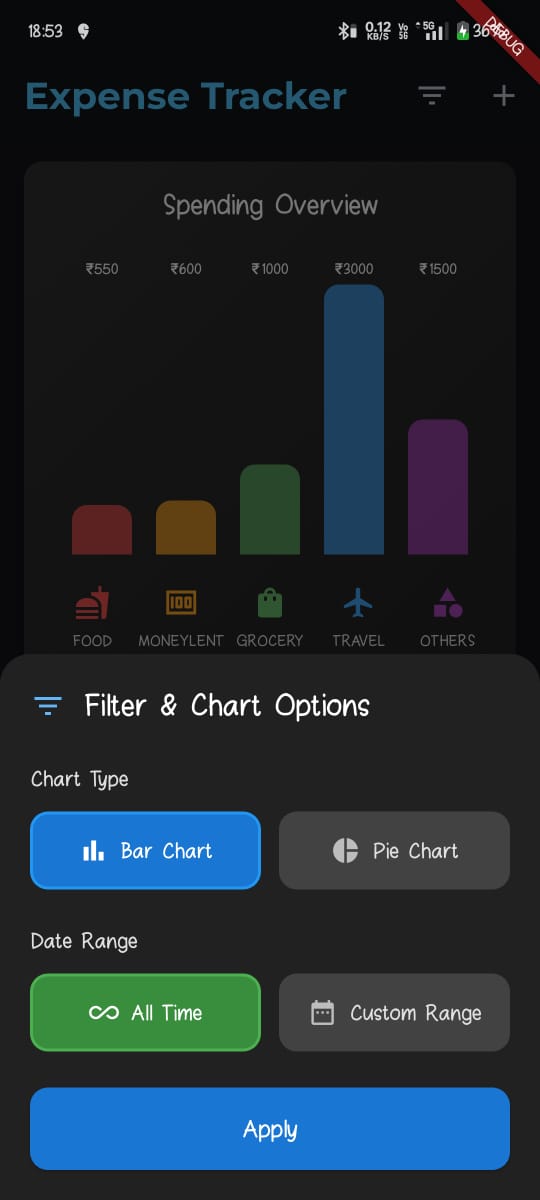 18:53 0.12 KB/S Vo 5G 5G
DEBUG
Expense Tracker
Spending Overview
₹550 ₹600 ₹1000 ₹3000 ₹1500
100
FOOD MONEYLENT GROCERY TRAVEL OTHERS
Filter & Chart Options
Chart Type
Bar Chart Pie Chart
Date Range
All Time Custom Range
Apply